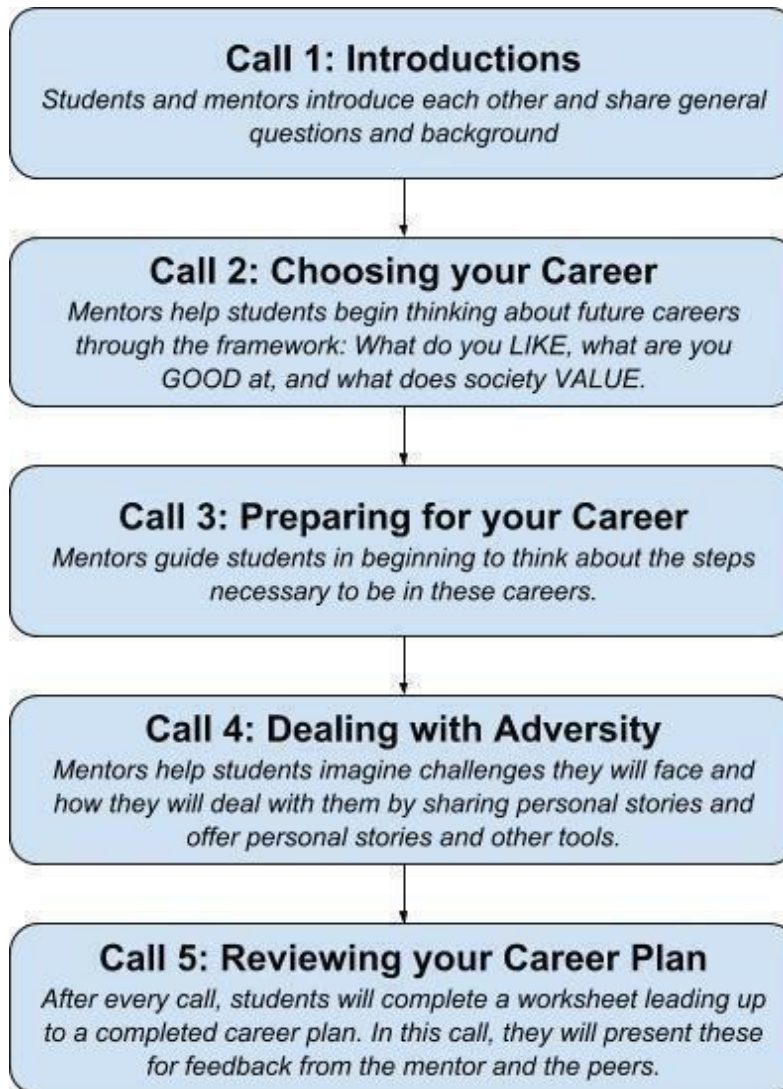 Call 1: Introductions
Students and mentors introduce each other and share general
questions and background
Call 2: Choosing your Career
Mentors help students begin thinking about future careers
through the framework: What do you LIKE, what are you
GOOD at, and what does society VALUE.
Call 3: Preparing for your Career
Mentors guide students in beginning to think about the steps
necessary to be in these careers.
Call 4: Dealing with Adversity
Mentors help students imagine challenges they will face and
how they will deal with them by sharing personal stories and
offer personal stories and other tools.
Call 5: Reviewing your Career Plan
After every call, students will complete a worksheet leading up
to a completed career plan. In this call, they will present these
for feedback from the mentor and the peers.